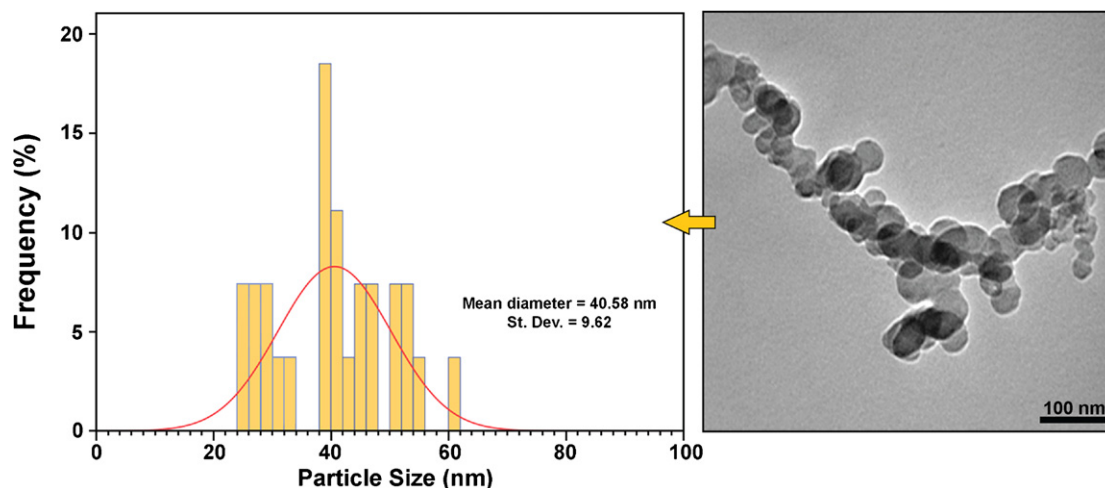 20
15
10
5
0
Frequency (%)
Mean diameter = 40.58 nm
St. Dev. = 9.62
0 20 40 60 80 100
Particle Size (nm)
100 nm